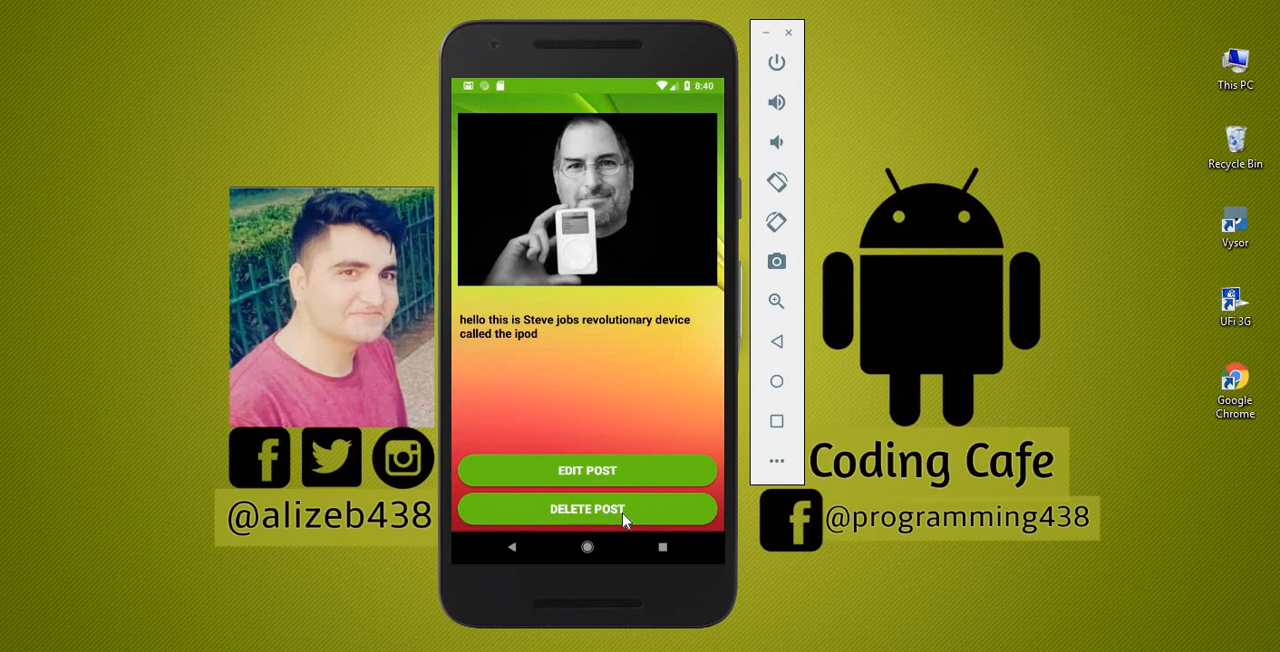 8:40
hello this is Steve jobs revolutionary device
called the ipod
EDIT POST
DELETE POST
@alizeb438
Coding Cafe
@programming438
This PC
Recycle Bin
Vysor
UFi 3G
Google
Chrome